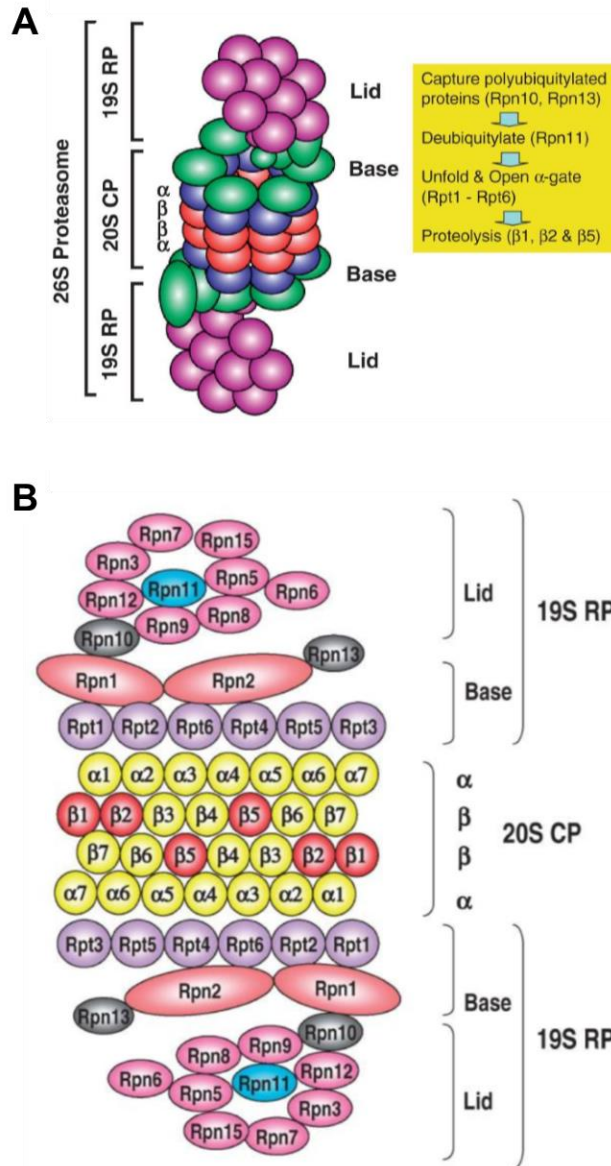 A
26S Proteasome
19S RP
20S CP
19S RP
α
β
β
α
Lid
Base
Base
Lid
Capture polyubiquitylated
proteins (Rpn10, Rpn13)
Deubiquitylate (Rpn11)
Unfold & Open α-gate
(Rpt1 - Rpt6)
Proteolysis (β1, β2 & β5)
B
Rpn7 Rpn15
Rpn3 Rpn11 Rpn5 Rpn6
Rpn12 Rpn9 Rpn8
Rpn10 Rpn13
Rpn1 Rpn2
Rpt1 Rpt2 Rpt6 Rpt4 Rpt5 Rpt3
Lid
Base
19S RP
α1 α2 α3 α4 α5 α6 α7
β1 β2 β3 β4 β5 β6 β7
β7 β6 β5 β4 β3 β2 β1
α7 α6 α5 α4 α3 α2 α1
α
β
β
α
20S CP
Rpt3 Rpt5 Rpt4 Rpt6 Rpt2 Rpt1
Rpn2 Rpn1
Rpn13 Rpn10
Rpn8 Rpn9 Rpn12
Rpn6 Rpn5 Rpn11 Rpn3
Rpn15 Rpn7
Base
Lid
19S RP